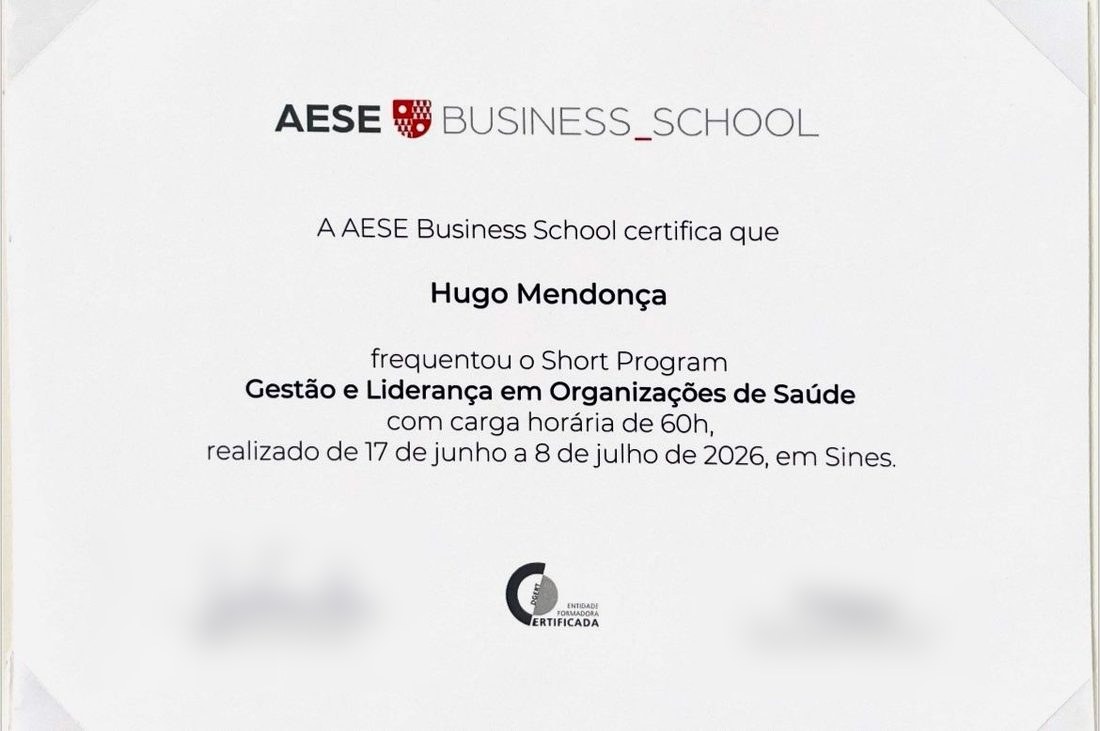 AESE BUSINESS_SCHOOL
A AESE Business School certifica que
Hugo Mendonça
frequentou o Short Program
Gestão e Liderança em Organizações de Saúde
com carga horária de 60h,
realizado de 17 de junho a 8 de julho de 2026, em Sines.
DGERT
ENTIDADE
FORMADORA
CERTIFICADA